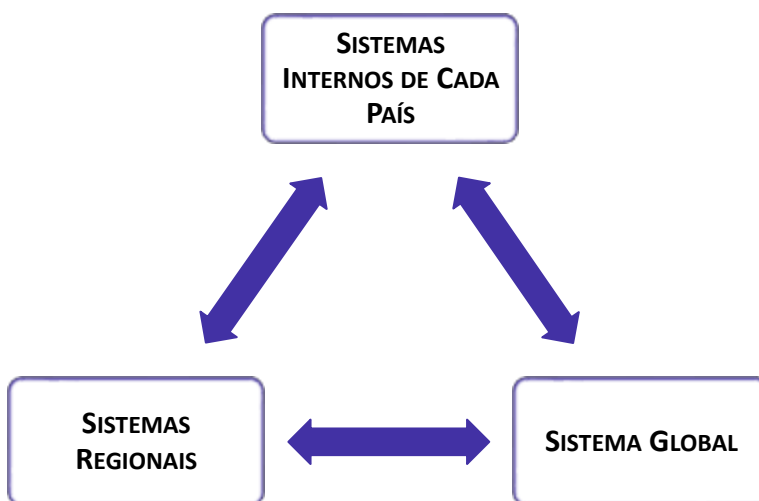 SISTEMAS
INTERNOS DE CADA
PAÍS
SISTEMAS
REGIONAIS
SISTEMA GLOBAL